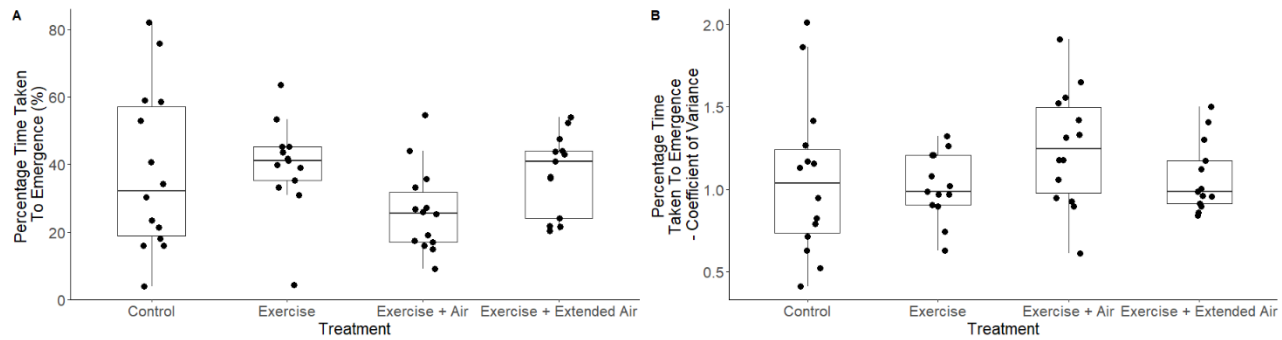 A
Percentage Time Taken
To Emergence (%)
80
60
40
20
0
Control
Exercise
Exercise + Air
Exercise + Extended Air
Treatment
B
Percentage Time
Taken To Emergence
- Coefficient of Variance
2.0
1.5
1.0
0.5
Control
Exercise
Exercise + Air
Exercise + Extended Air
Treatment